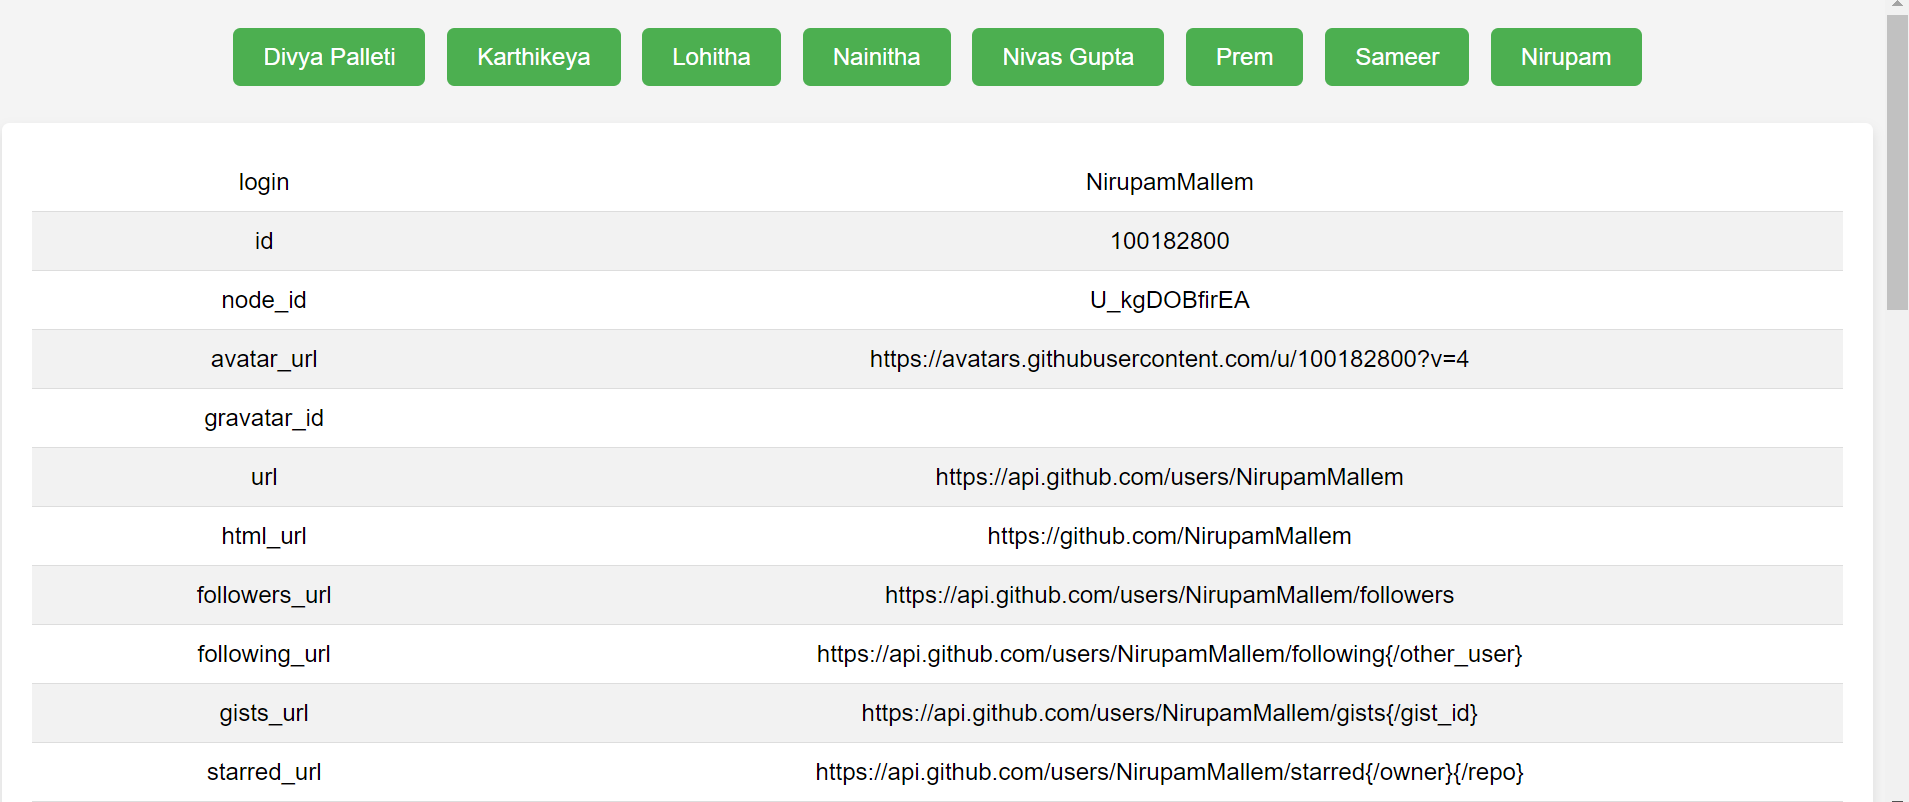 Divya Palleti Karthikeya Lohitha Nainitha Nivas Gupta Prem Sameer Nirupam
login NirupamMallem
id 100182800
node_id U_kgDOBfirEA
avatar_url https://avatars.githubusercontent.com/u/100182800?v=4
gravatar_id
url https://api.github.com/users/NirupamMallem
html_url https://github.com/NirupamMallem
followers_url https://api.github.com/users/NirupamMallem/followers
following_url https://api.github.com/users/NirupamMallem/following{/other_user}
gists_url https://api.github.com/users/NirupamMallem/gists{/gist_id}
starred_url https://api.github.com/users/NirupamMallem/starred{/owner}{/repo}